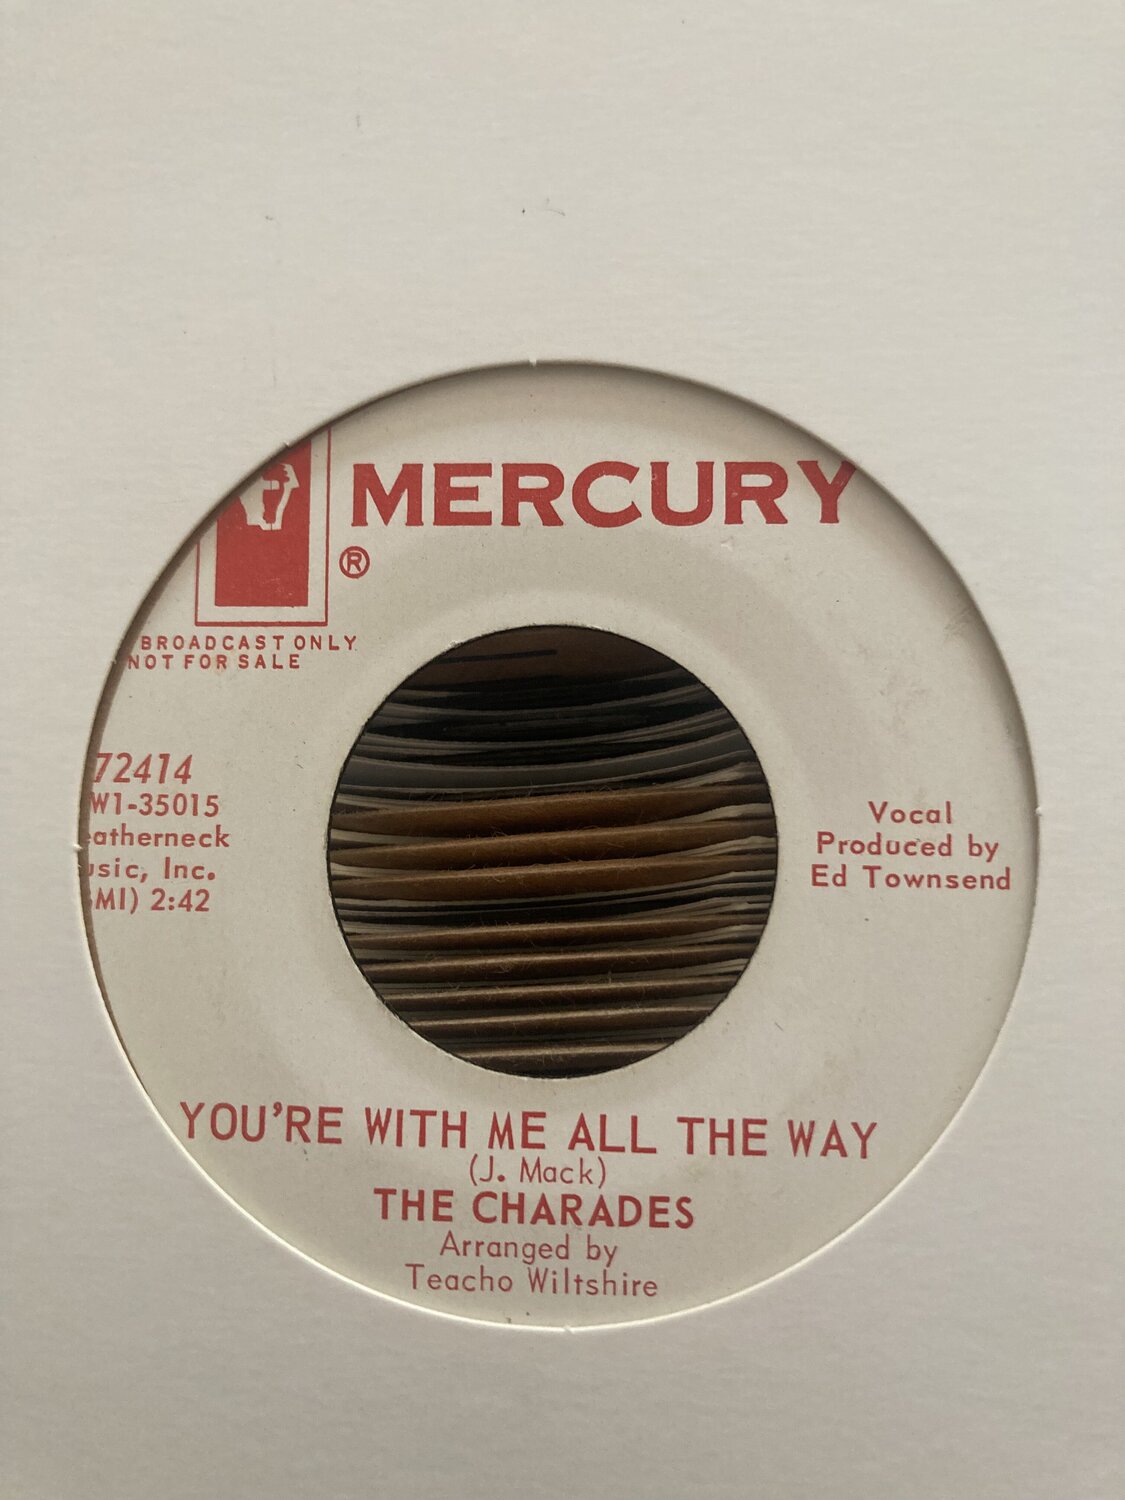 MERCURY
®
BROADCAST ONLY
NOT FOR SALE
72414
W1-35015
eatherneck
usic, Inc.
MI) 2:42
Vocal
Produced by
Ed Townsend
YOU'RE WITH ME ALL THE WAY
(J. Mack)
THE CHARADES
Arranged by
Teacho Wiltshire